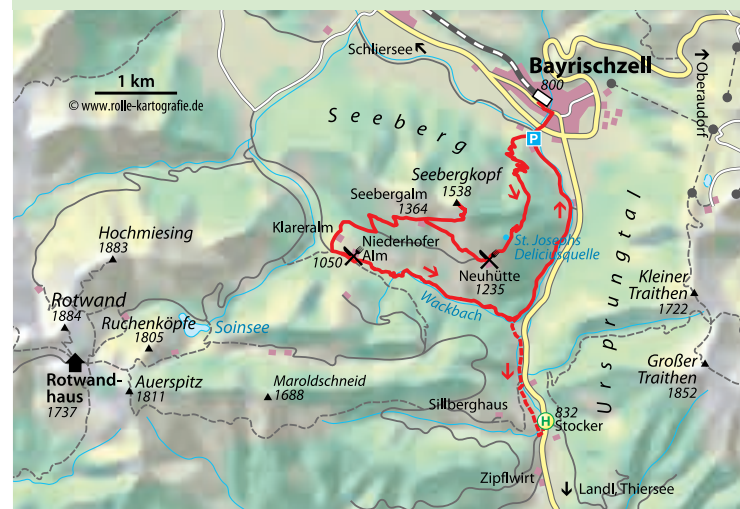 Schliersee
Bayrischzell
800
Oberaudorf
1 km
© www.rolle-kartografie.de
Seeberg
P
Seebergkopf
1538
Seebergalm
1364
Klareralm
Niederhofer
Alm
1050
St. Josephs
Deliciusquelle
Neuhütte
1235
Hochmiesing
1883
Rotwand
1884
Ruchenköpfe
1805
Soinsee
Wackbach
Ursprungtal
Kleiner
Traithen
1722
Großer
Traithen
1852
Rotwand-
haus
1737
Auerspitz
1811
Maroldschneid
1688
Sillberghaus
H
832
Stocker
Zipflwirt
Landl, Thiersee